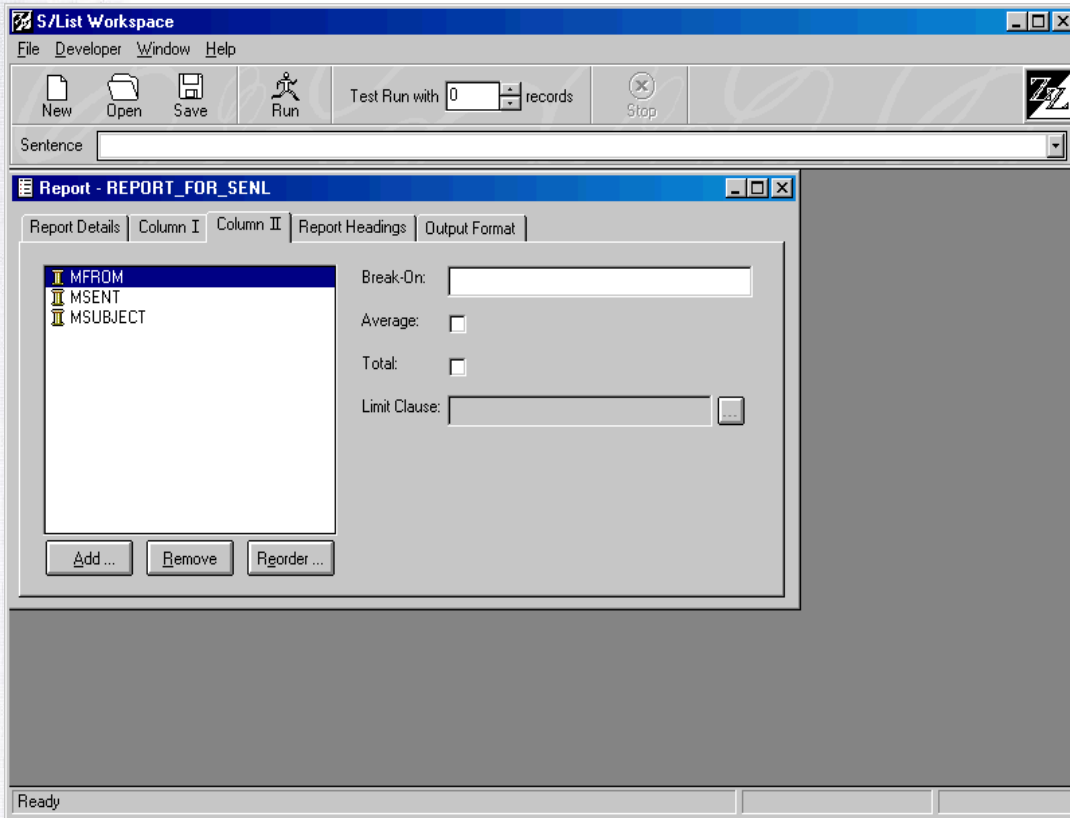 S/List Workspace
File Developer Window Help
New Open Save Run Test Run with 0 records Stop
Sentence
Report - REPORT_FOR_SENL
Report Details Column I Column II Report Headings Output Format
MFROM
MSENT
MSUBJECT
Break-On:
Average:
Total:
Limit Clause:
...
Add ... Remove Reorder ...
Ready